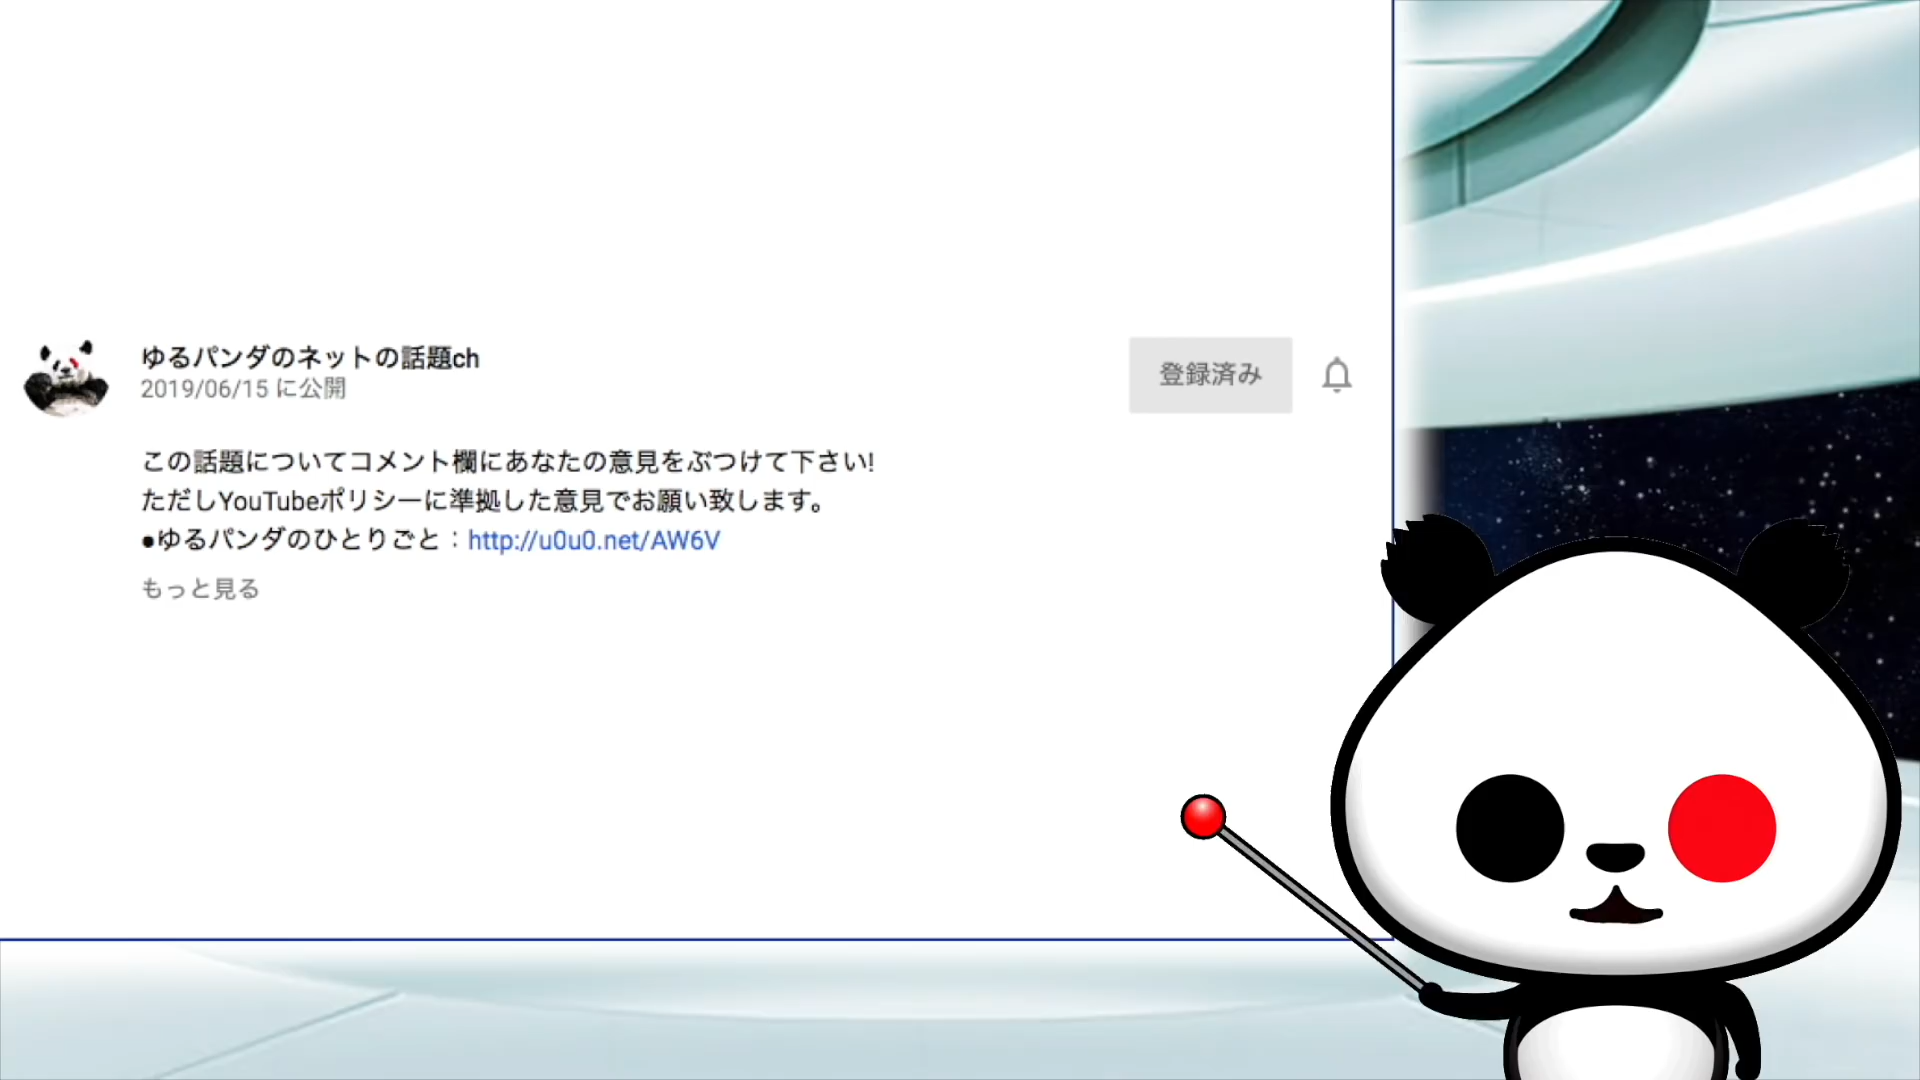 ゆるパンダのネットの話題ch
2019/06/15 に公開
登録済み
この話題についてコメント欄にあなたの意見をぶつけて下さい!
ただしYouTubeポリシーに準拠した意見でお願い致します。
●ゆるパンダのひとりごと：http://u0u0.net/AW6V
もっと見る